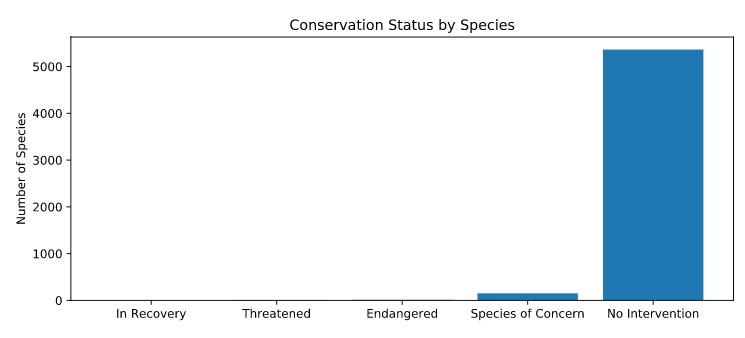 Conservation Status by Species
Number of Species
5000
4000
3000
2000
1000
0
In Recovery
Threatened
Endangered
Species of Concern
No Intervention